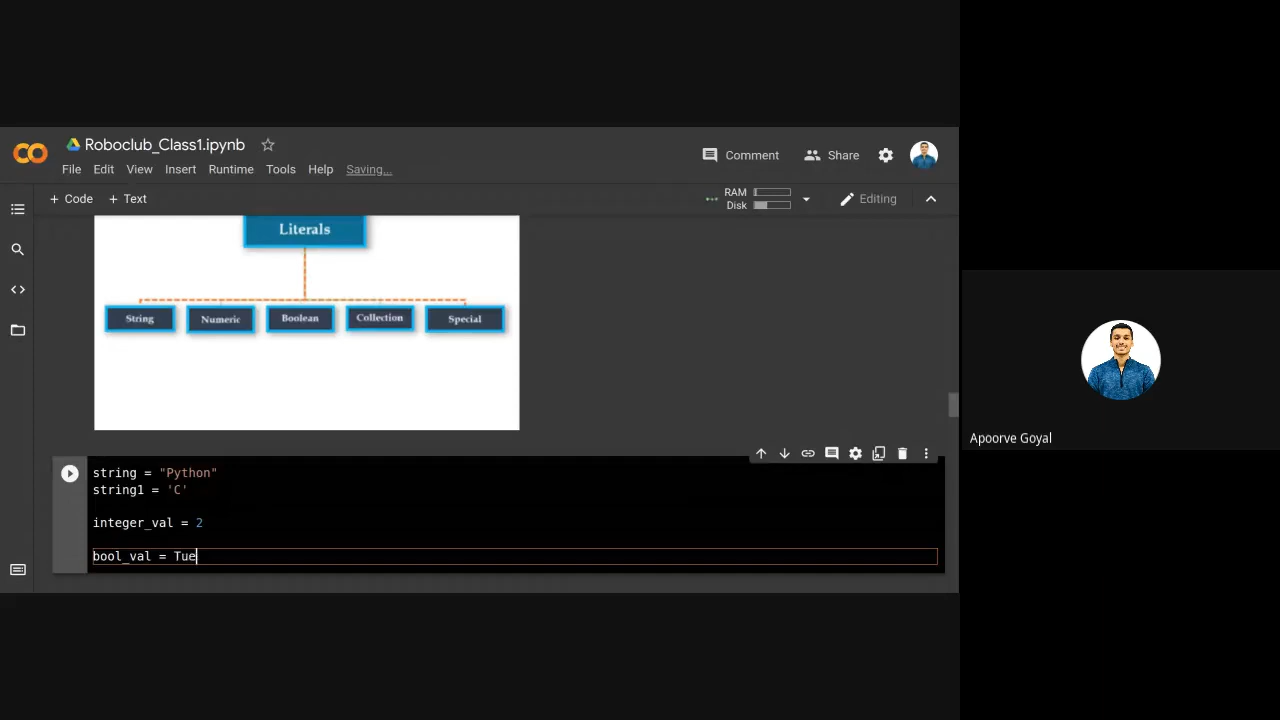 Roboclub_Class1.ipynb
File Edit View Insert Runtime Tools Help Saving...
Comment Share
+ Code + Text
RAM
Disk
Editing
Literals
String Numeric Boolean Collection Special
string = "Python"
string1 = 'C'
integer_val = 2
bool_val = Tue
Apoorve Goyal